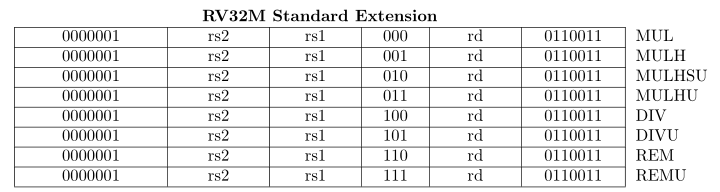 RV32M Standard Extension
0000001 rs2 rs1 000 rd 0110011 MUL
0000001 rs2 rs1 001 rd 0110011 MULH
0000001 rs2 rs1 010 rd 0110011 MULHSU
0000001 rs2 rs1 011 rd 0110011 MULHU
0000001 rs2 rs1 100 rd 0110011 DIV
0000001 rs2 rs1 101 rd 0110011 DIVU
0000001 rs2 rs1 110 rd 0110011 REM
0000001 rs2 rs1 111 rd 0110011 REMU